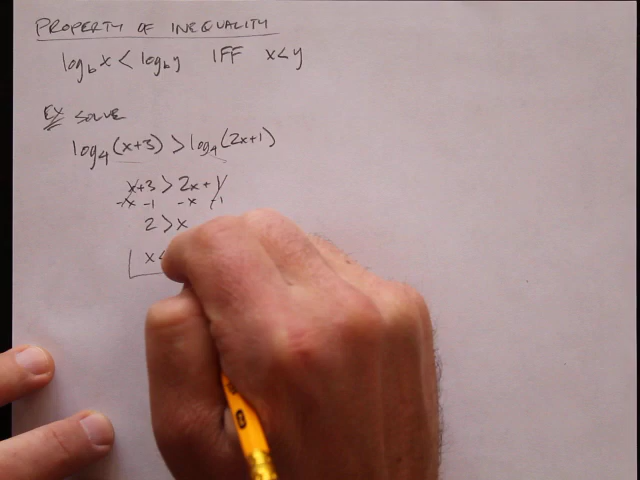 PROPERTY OF INEQUALITY
log_b x < log_b y IFF x < y
EX SOLVE
log_4 (x+3) > log_4 (2x+1)
x+3 > 2x+1
-x -1 -x -1
2 > x
x <